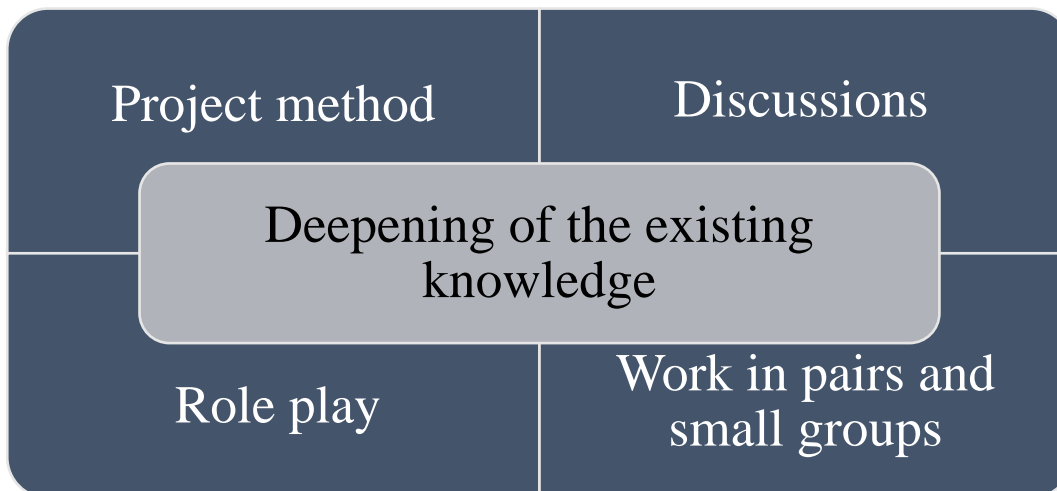 Project method
Discussions
Deepening of the existing
knowledge
Role play
Work in pairs and
small groups